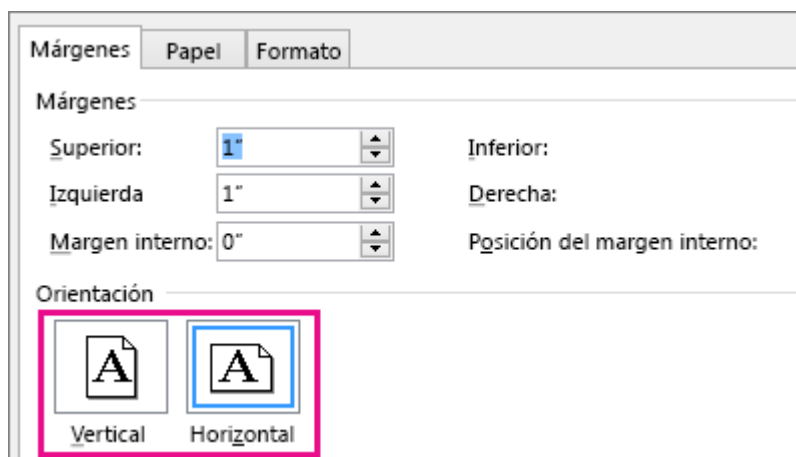 Márgenes Papel Formato
Márgenes
Superior: 1" Inferior:
Izquierda 1" Derecha:
Margen interno: 0" Posición del margen interno:
Orientación
A A
Vertical Horizontal